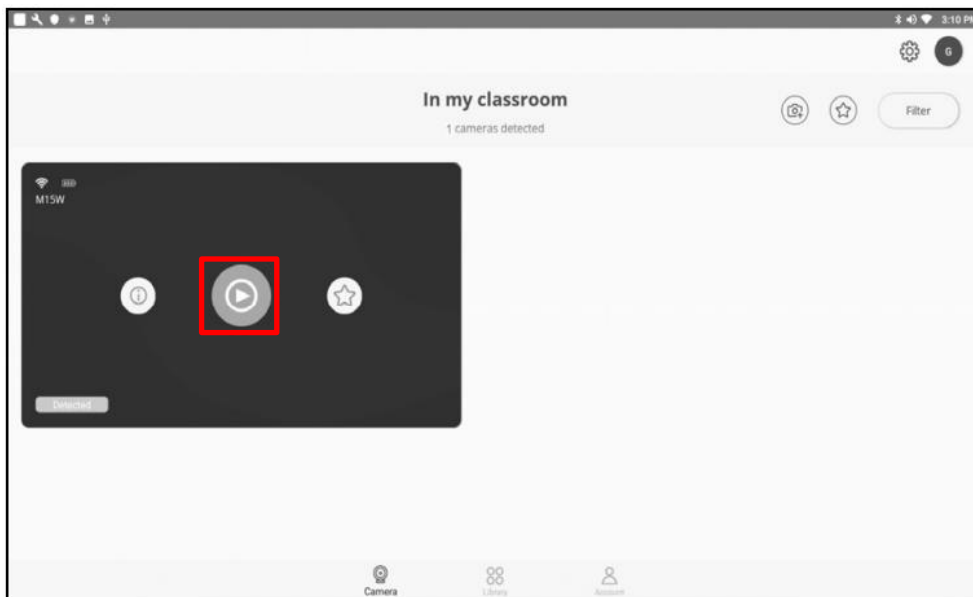 3:10 PM
G
In my classroom
1 cameras detected
Filter
M15W
Detected
Camera
Library
Account